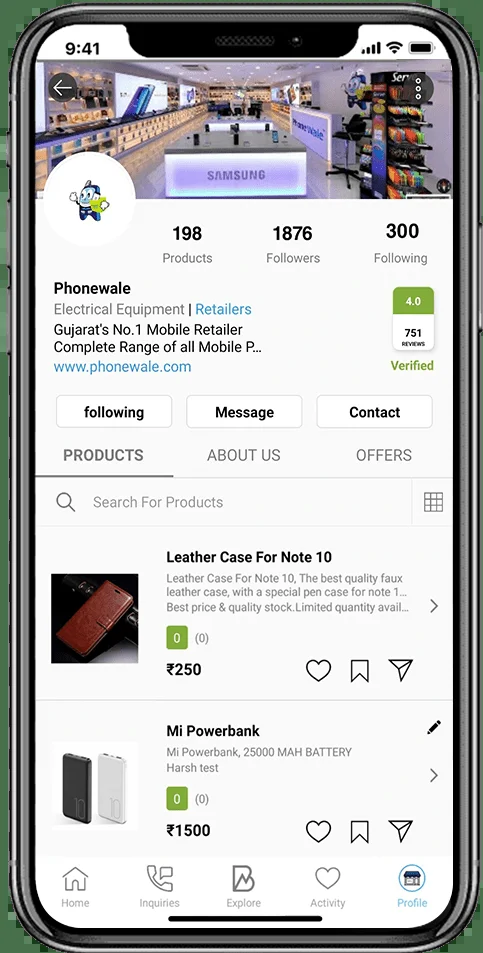 9:41
SAMSUNG
PhoneWale
198
1876
300
Products
Followers
Following
Phonewale
4.0
Electrical Equipment | Retailers
Gujarat's No.1 Mobile Retailer
751
Complete Range of all Mobile P...
REVIEWS
www.phonewale.com
Verified
following
Message
Contact
PRODUCTS
ABOUT US
OFFERS
Search For Products
Leather Case For Note 10
Leather Case For Note 10, The best quality faux
leather case, with a special pen case for note 1...
Best price & quality stock.Limited quantity avail...
0 (0)
₹250
Mi Powerbank
Mi Powerbank, 25000 MAH BATTERY
Harsh test
0 (0)
₹1500
Home
Inquiries
Explore
Activity
Profile